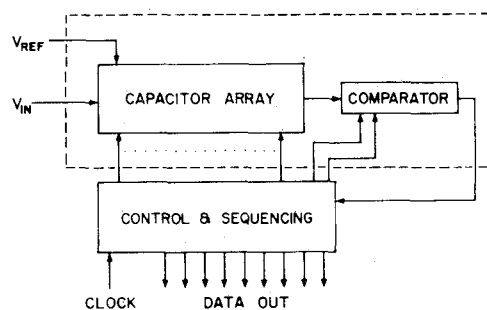 VREF
VIN
CAPACITOR ARRAY
COMPARATOR
CONTROL & SEQUENCING
CLOCK
DATA OUT